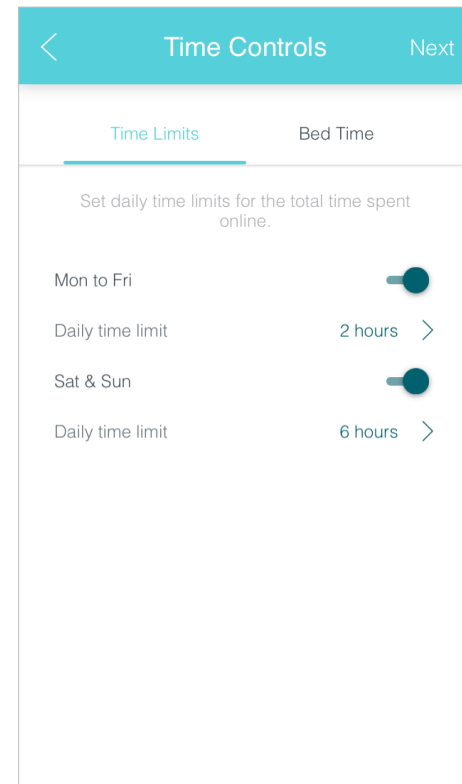 Time Controls Next
Time Limits Bed Time
Set daily time limits for the total time spent
online.
Mon to Fri
Daily time limit 2 hours
Sat & Sun
Daily time limit 6 hours